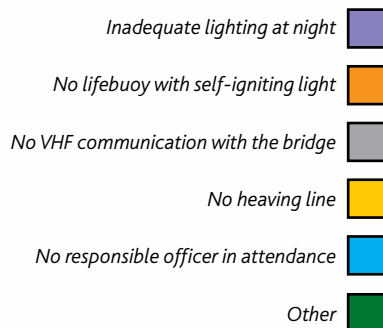 Inadequate lighting at night
No lifebuoy with self-igniting light
No VHF communication with the bridge
No heaving line
No responsible officer in attendance
Other